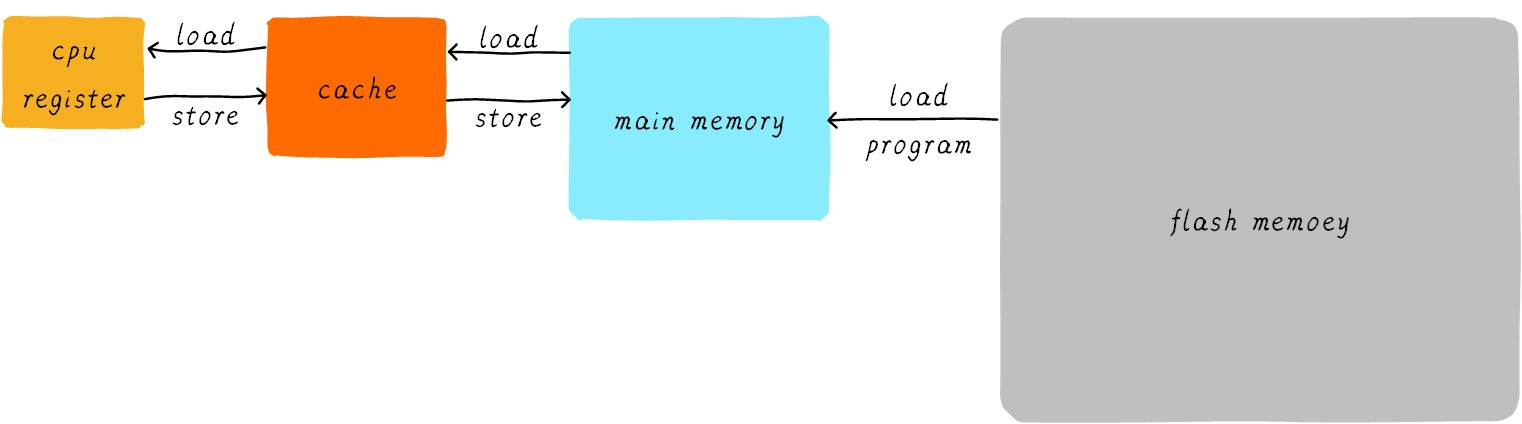 cpu
register
load
store
cache
load
store
main memory
load
program
flash memoey